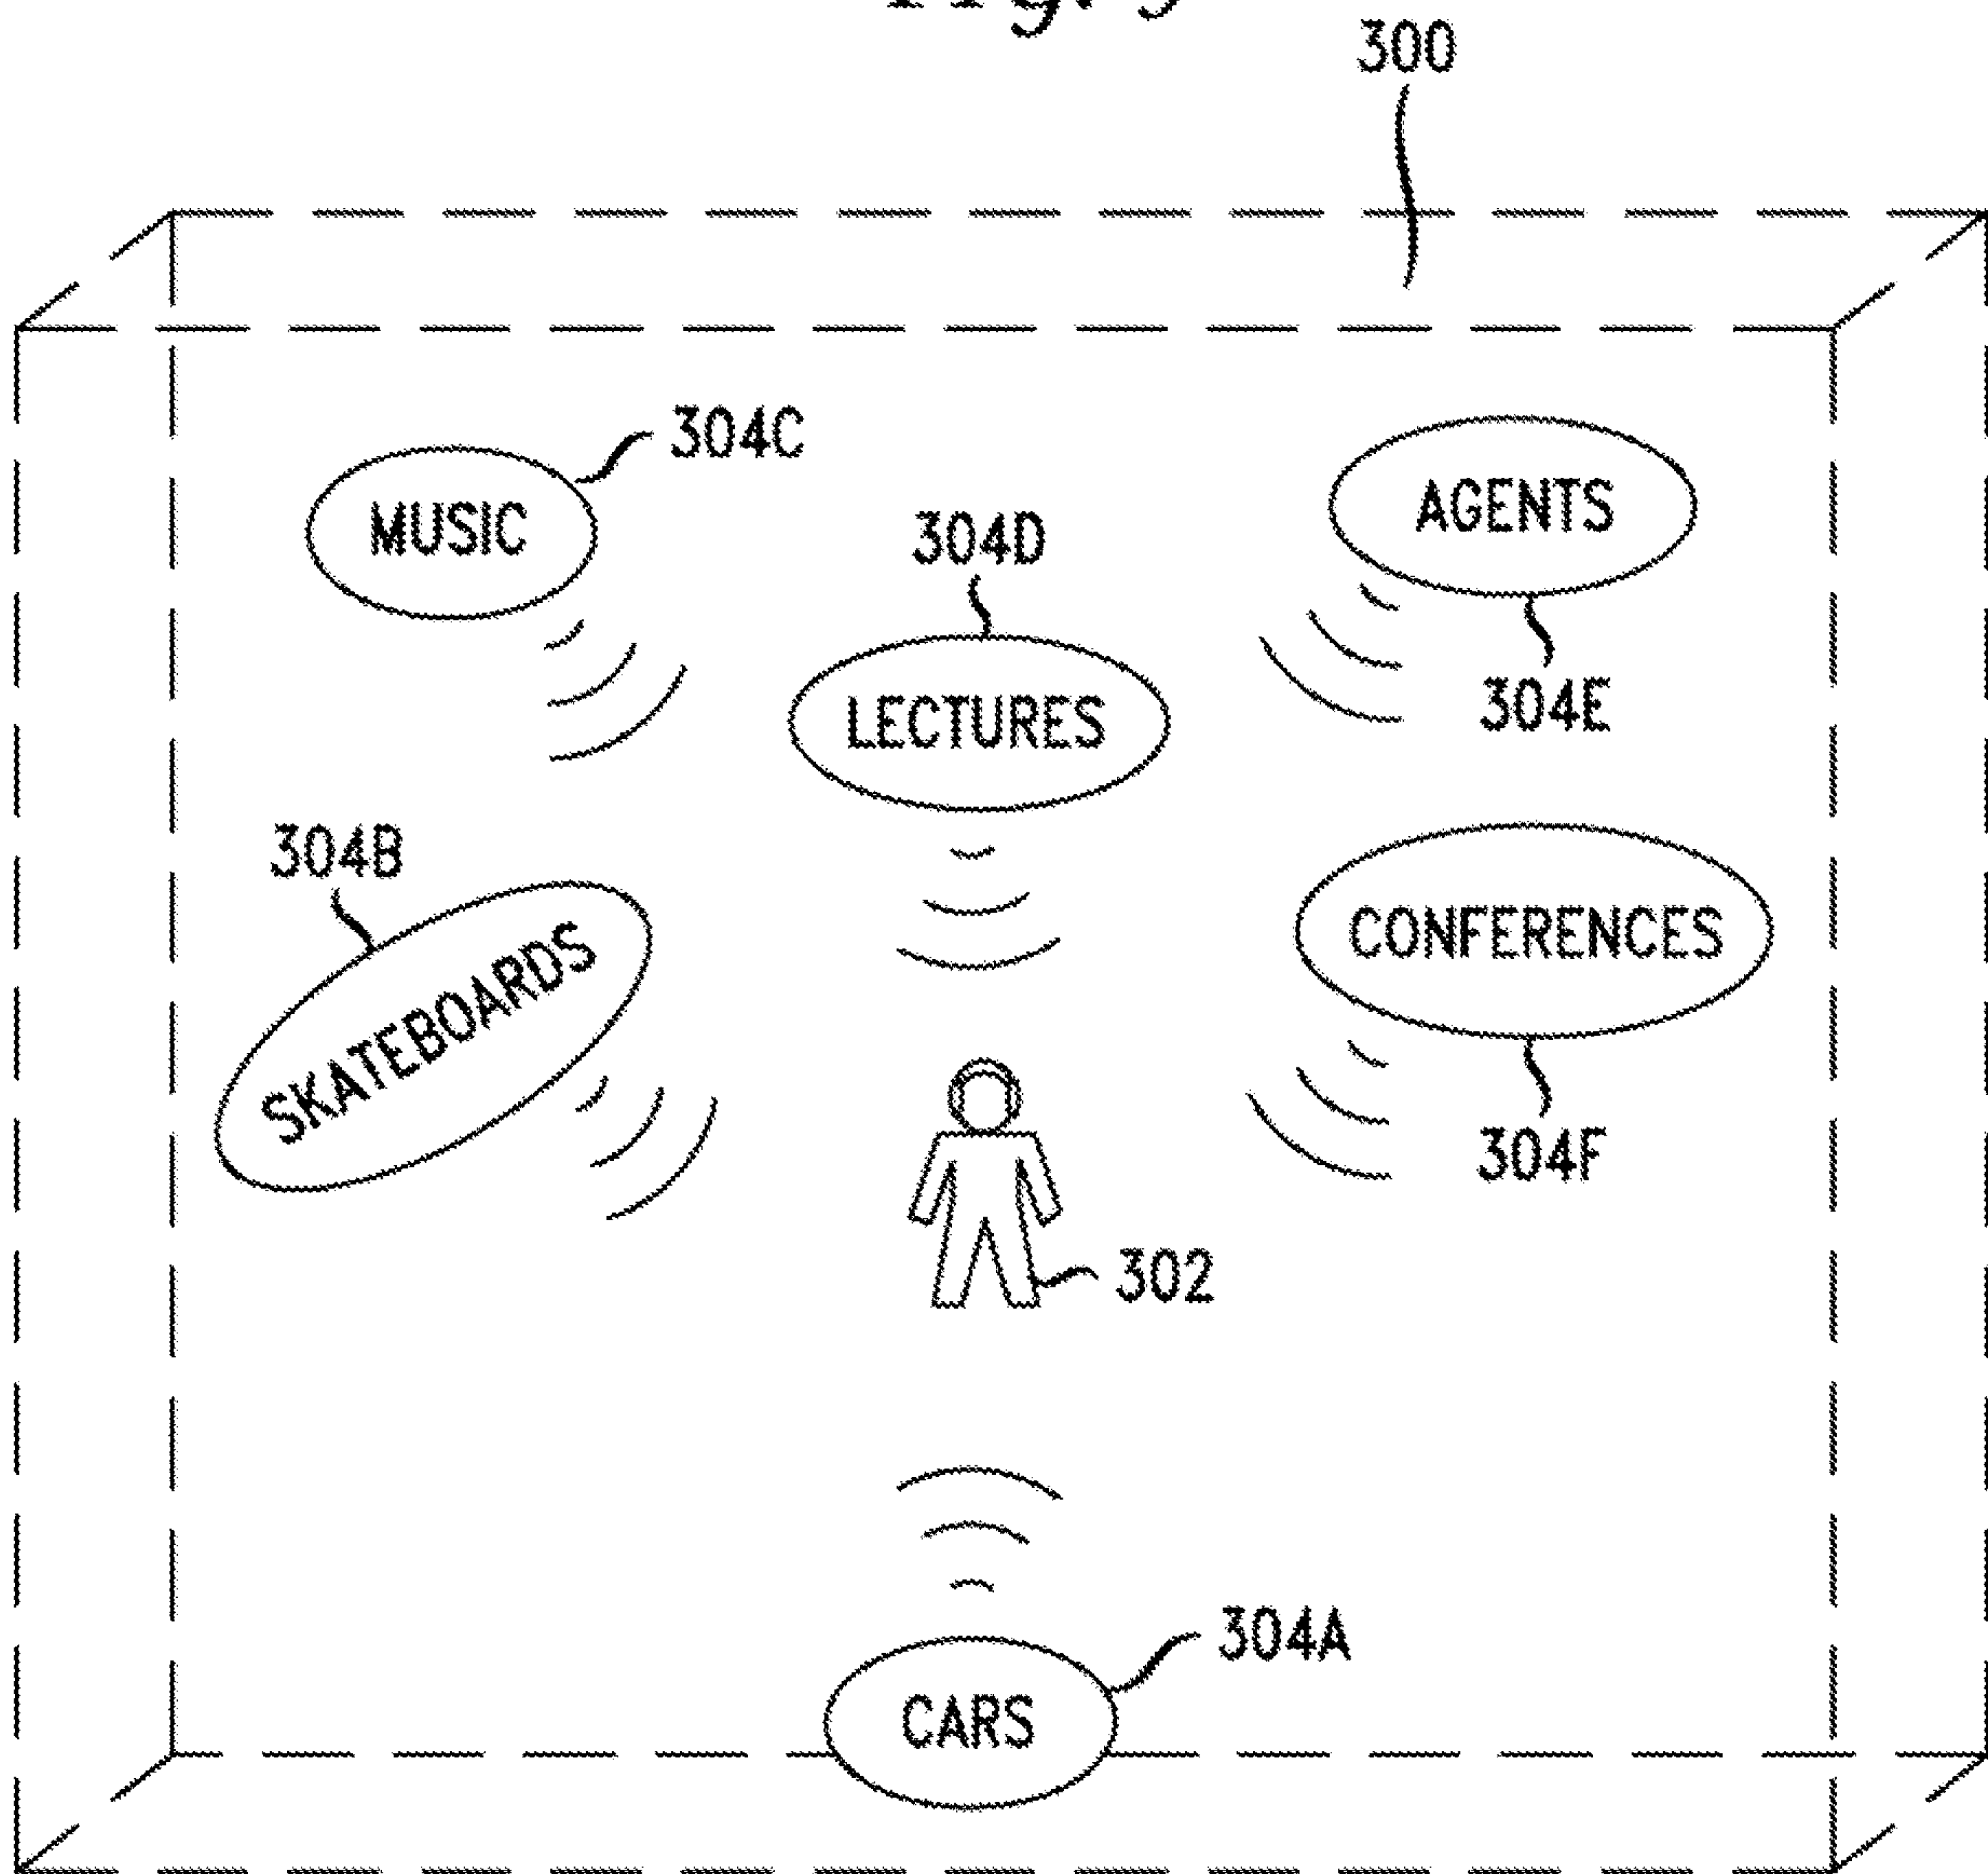 300
304C
MUSIC
AGENTS
304D
LECTURES
304E
304B
CONFERENCES
SKATEBOARDS
304F
302
304A
CARS